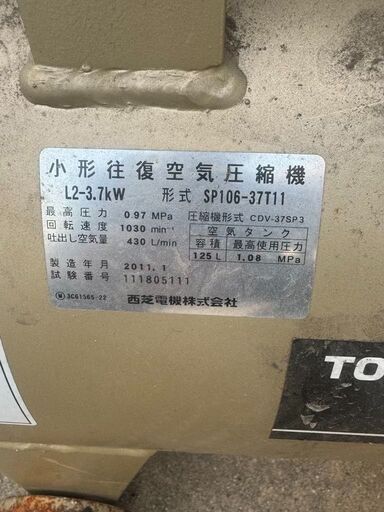 小形往復空気圧縮機
L2-3.7kW 形式 SP106-37T11
最高圧力 0.97 MPa 圧縮機形式 CDV-37SP3
回転速度 1030 min⁻¹ 空気タンク
吐出し空気量 430 L/min 容積 最高使用圧力
125 L 1.08 MPa
製造年月 2011.1
試験番号 111805111
Ⓝ 3C61565-22 西芝電機株式会社
TO